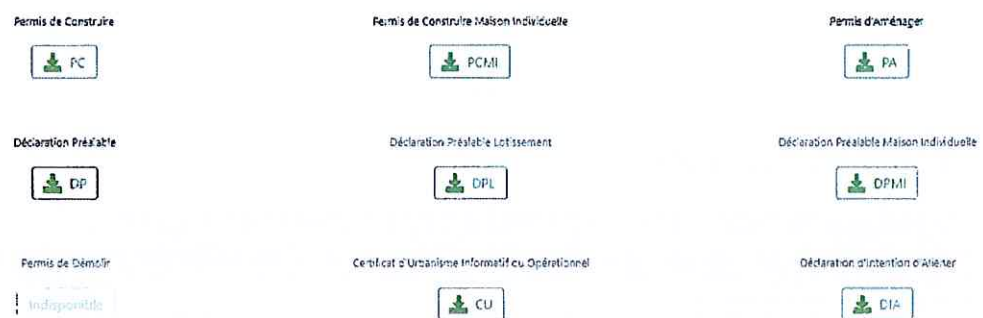 Permis de Construire
Permis de Construire Maison Individuelle
Permis d'Aménager
PC
PCMI
PA
Déclaration Préalable
Déclaration Préalable Lotissement
Déclaration Préalable Maison Individuelle
DP
DPL
DPMI
Permis de Démolir
Certificat d'Urbanisme Informatif ou Opérationnel
Déclaration d'Intention d'Aliéner
Indisponible
CU
DIA